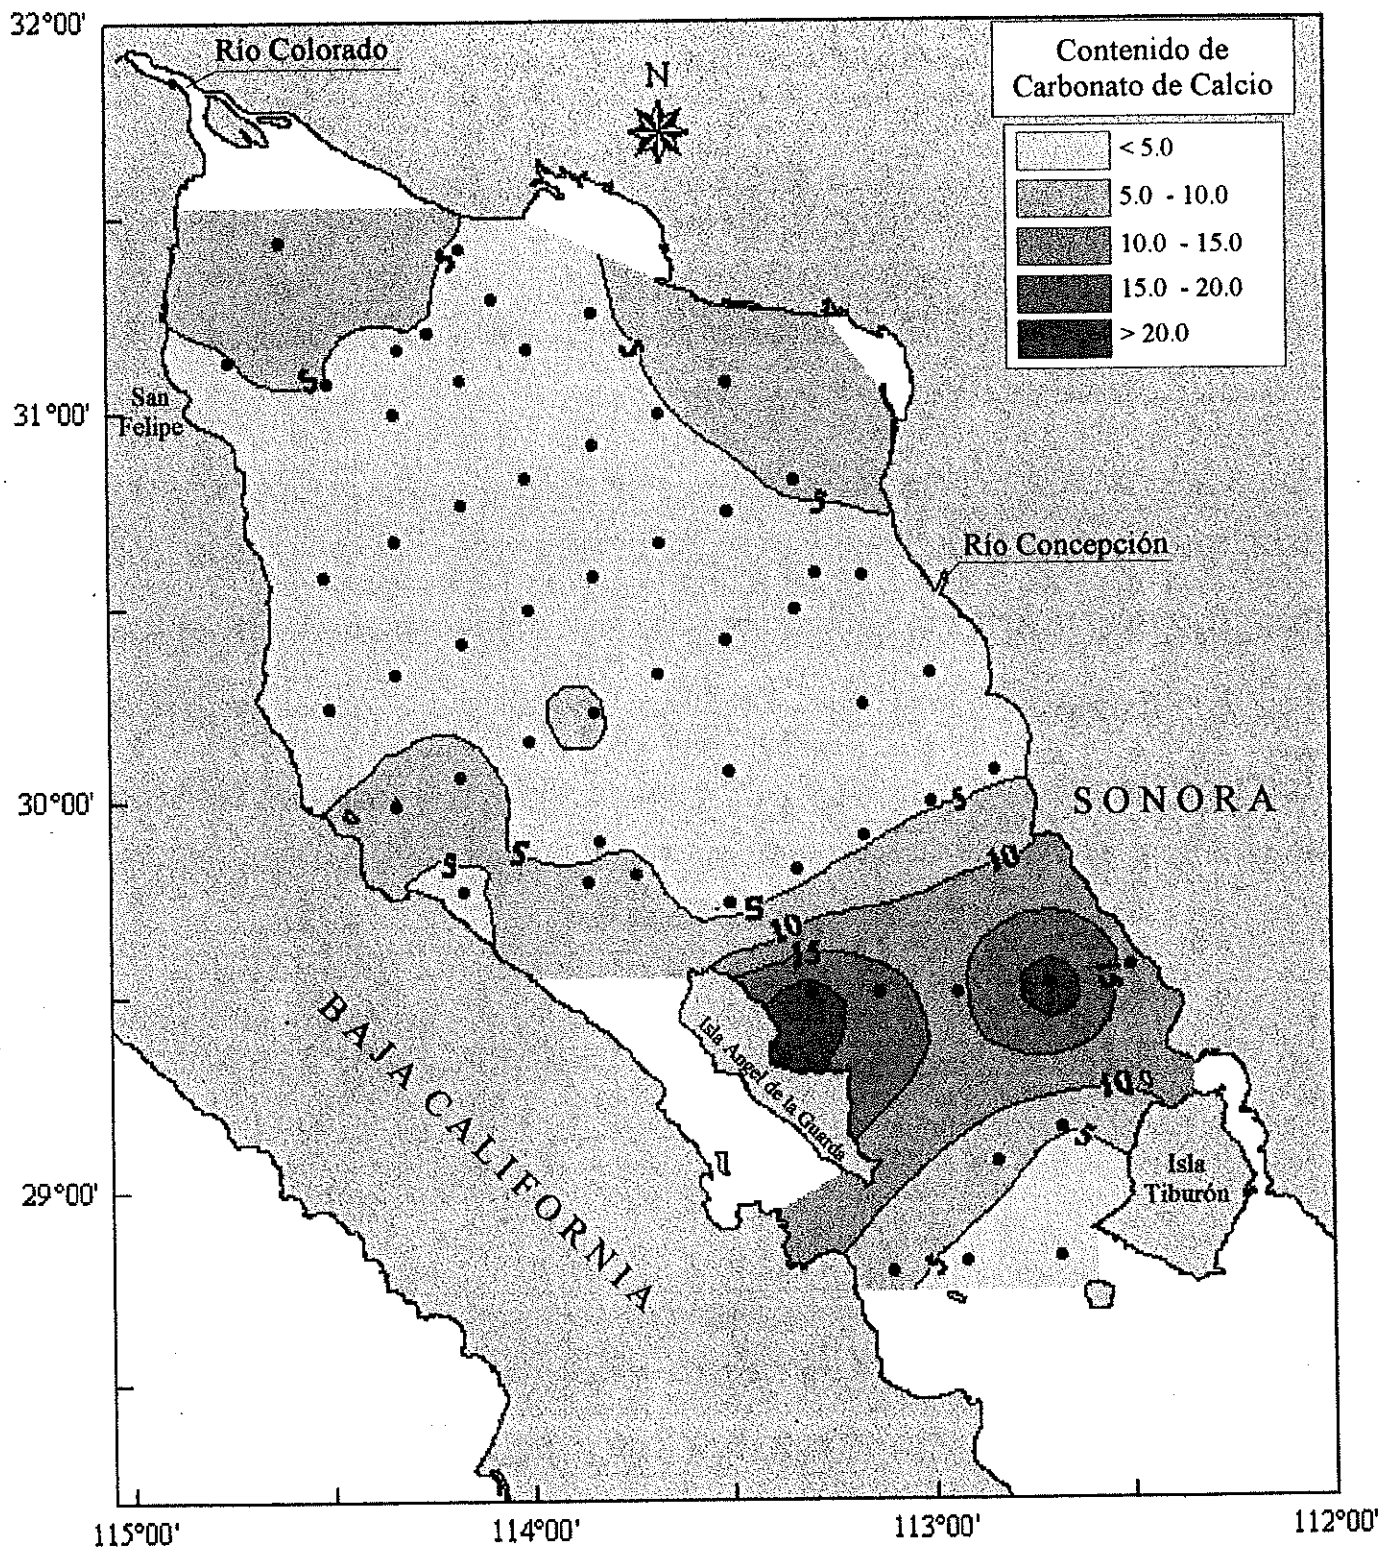 32°00'
Río Colorado
N
Contenido de
Carbonato de Calcio
< 5.0
5.0 - 10.0
10.0 - 15.0
15.0 - 20.0
> 20.0
5
5
5
San
Felipe
31°00'
5
Río Concepción
30°00'
SONORA
5
5
5
10
5
10
15
15
Isla Angel de la Guarda
BAJA CALIFORNIA
10
5
Isla
Tiburón
29°00'
5
115°00'
114°00'
113°00'
112°00'